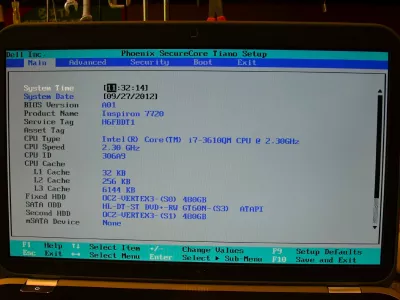 Dell Inc. Phoenix SecureCore Tiano Setup
Main Advanced Security Boot Exit
System Time [11:32:14]
System Date [09/27/2012]
BIOS Version A01
Product Name Inspiron 7720
Service Tag HGFBDT1
Asset Tag
CPU Type Intel(R) Core(TM) i7-3610QM CPU @ 2.30GHz
CPU Speed 2.30 GHz
CPU ID 306A9
CPU Cache
L1 Cache 32 KB
L2 Cache 256 KB
L3 Cache 6144 KB
Fixed HDD OCZ-VERTEX3-(S0) 480GB
SATA ODD HL-DT-ST DVD+-RW GT60N-(S3) ATAPI
Second HDD OCZ-VERTEX3-(S1) 480GB
mSATA Device None
F1 Help ↑↓ Select Item -/- Change Values F9 Setup Defaults
Esc Exit ↔ Select Menu Enter Select ▶ Sub-Menu F10 Save and Exit